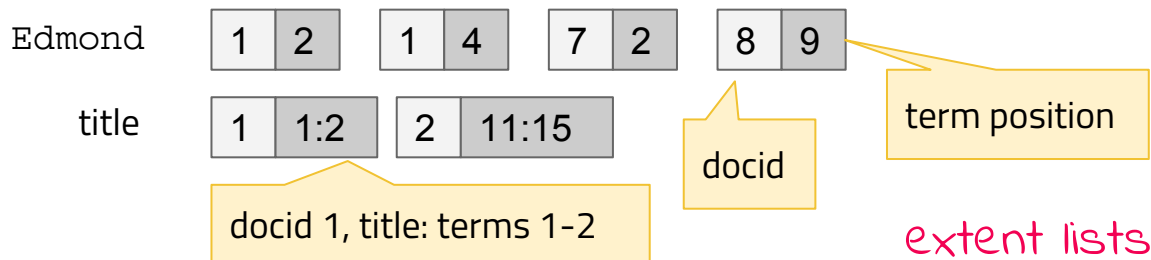 Edmond 1 2 1 4 7 2 8 9
term position
title 1 1:2 2 11:15
docid
docid 1, title: terms 1-2
extent lists